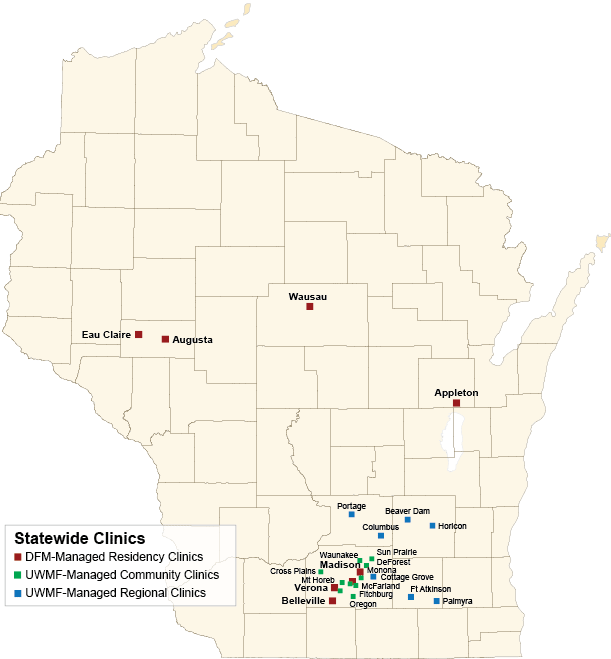 Wausau
Eau Claire
Augusta
Appleton
Portage
Beaver Dam
Horicon
Columbus
Statewide Clinics
DFM-Managed Residency Clinics
UWMF-Managed Community Clinics
UWMF-Managed Regional Clinics
Waunakee
Sun Prairie
DeForest
Madison
Monona
Cross Plains
Cottage Grove
Mt Horeb
McFarland
Verona
Fitchburg
Ft Atkinson
Belleville
Oregon
Palmyra